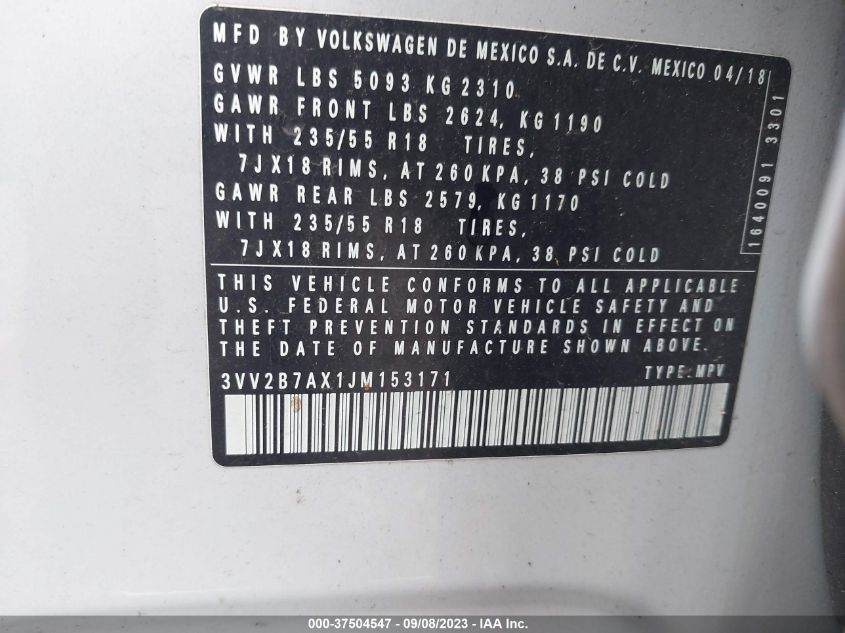 MFD BY VOLKSWAGEN DE MEXICO S.A. DE C.V. MEXICO 04/18
GVWR LBS 5093 KG 2310
GAWR FRONT LBS 2624, KG 1190
WITH 235/55 R18 TIRES,
7JX18 RIMS, AT 260 KPA, 38 PSI COLD
GAWR REAR LBS 2579, KG 1170
WITH 235/55 R18 TIRES,
7JX18 RIMS, AT 260 KPA, 38 PSI COLD
1640091 3301
THIS VEHICLE CONFORMS TO ALL APPLICABLE
U.S. FEDERAL MOTOR VEHICLE SAFETY AND
THEFT PREVENTION STANDARDS IN EFFECT ON
THE DATE OF MANUFACTURE SHOWN ABOVE.
3VV2B7AX1JM153171 TYPE:MPV
000-37504547 - 09/08/2023 - IAA Inc.